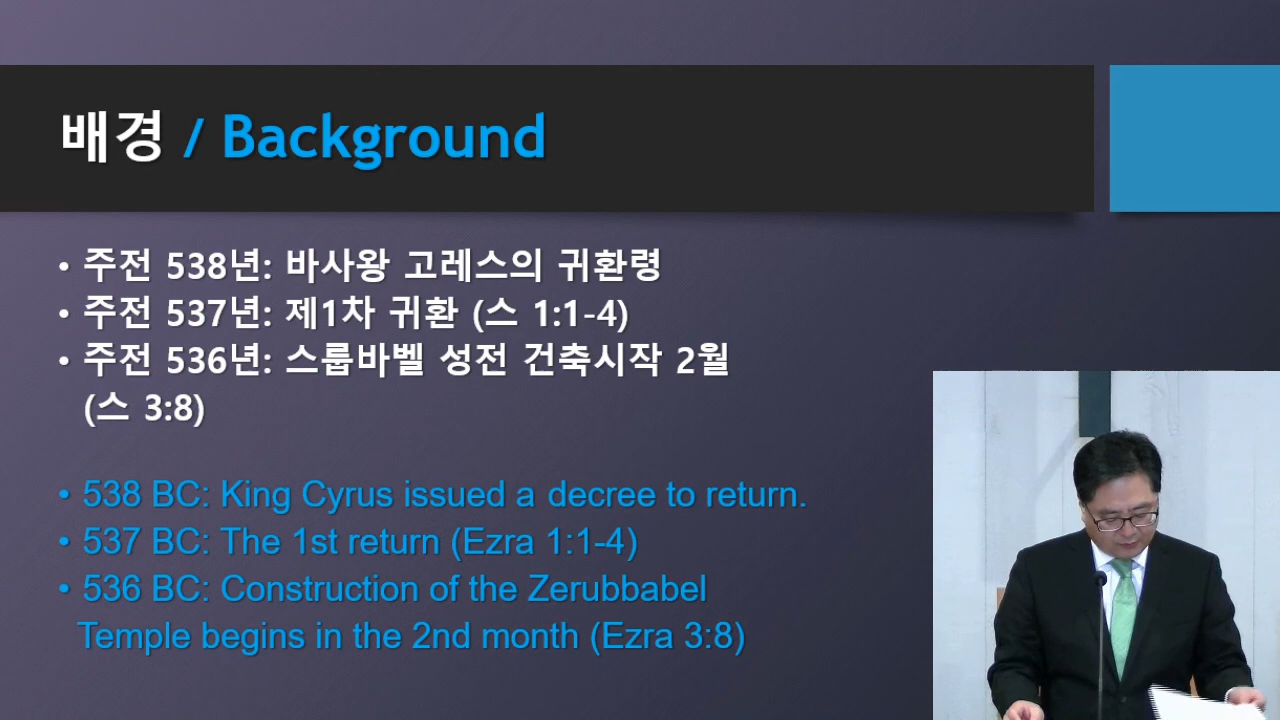 배경 / Background
• 주전 538년: 바사왕 고레스의 귀환령
• 주전 537년: 제1차 귀환 (스 1:1-4)
• 주전 536년: 스룹바벨 성전 건축시작 2월
(스 3:8)
• 538 BC: King Cyrus issued a decree to return.
• 537 BC: The 1st return (Ezra 1:1-4)
• 536 BC: Construction of the Zerubbabel
Temple begins in the 2nd month (Ezra 3:8)